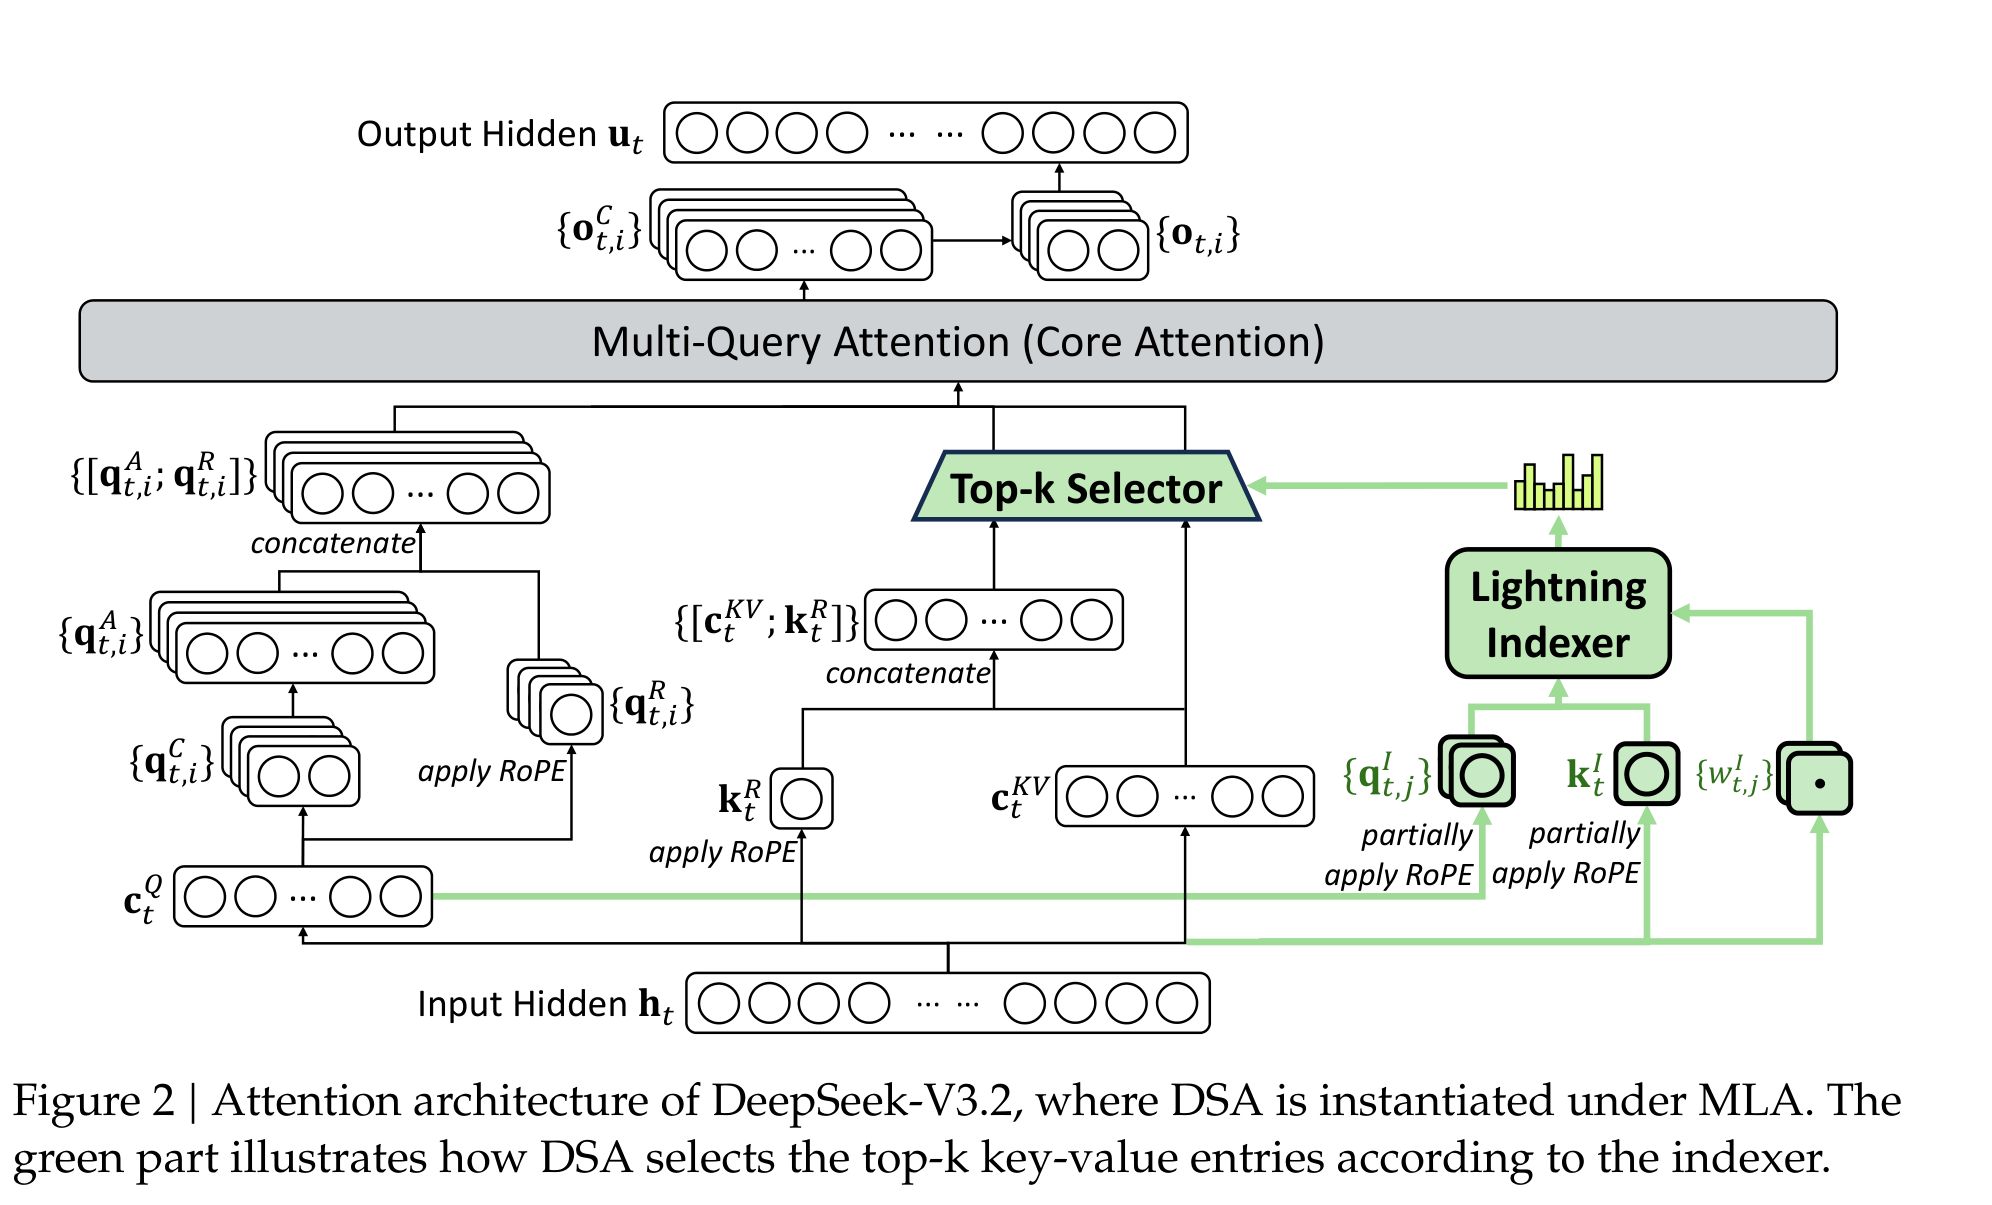 Output Hidden 𝐮_t
{𝐨^C_{t,i}}
{𝐨_{t,i}}
Multi-Query Attention (Core Attention)
{[𝐪^A_{t,i}; 𝐪^R_{t,i}]}
... 
Top-k Selector
concatenate
Lightning
Indexer
{𝐪^A_{t,i}}
...
{[𝐜^{KV}_t; 𝐤^R_t]}
...
concatenate
{𝐪^R_{t,i}}
{𝐪^C_{t,i}}
apply RoPE
𝐤^R_t
𝐜^{KV}_t
...
{𝐪^I_{t,j}}
𝐤^I_t
{w^I_{t,j}}
apply RoPE
partially
apply RoPE
partially
apply RoPE
𝐜^Q_t
...
Input Hidden 𝐡_t
... ...
Figure 2 | Attention architecture of DeepSeek-V3.2, where DSA is instantiated under MLA. The
green part illustrates how DSA selects the top-k key-value entries according to the indexer.